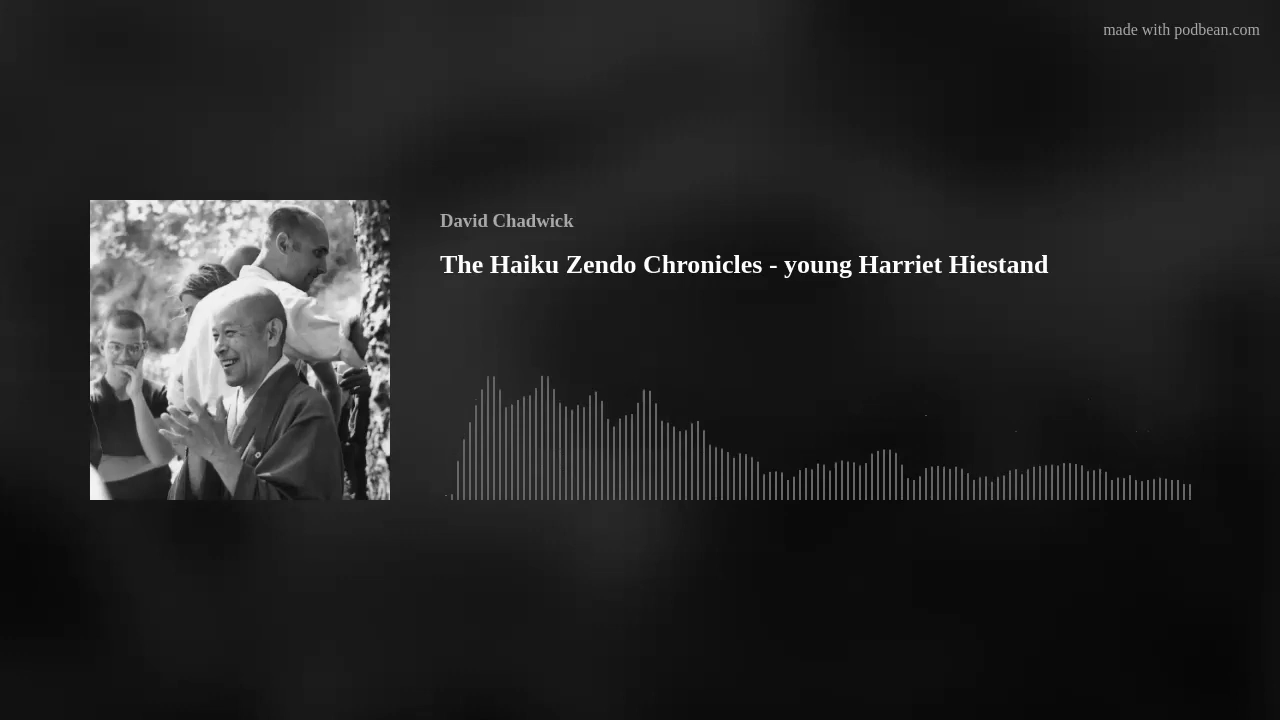 made with podbean.com
David Chadwick
The Haiku Zendo Chronicles - young Harriet Hiestand